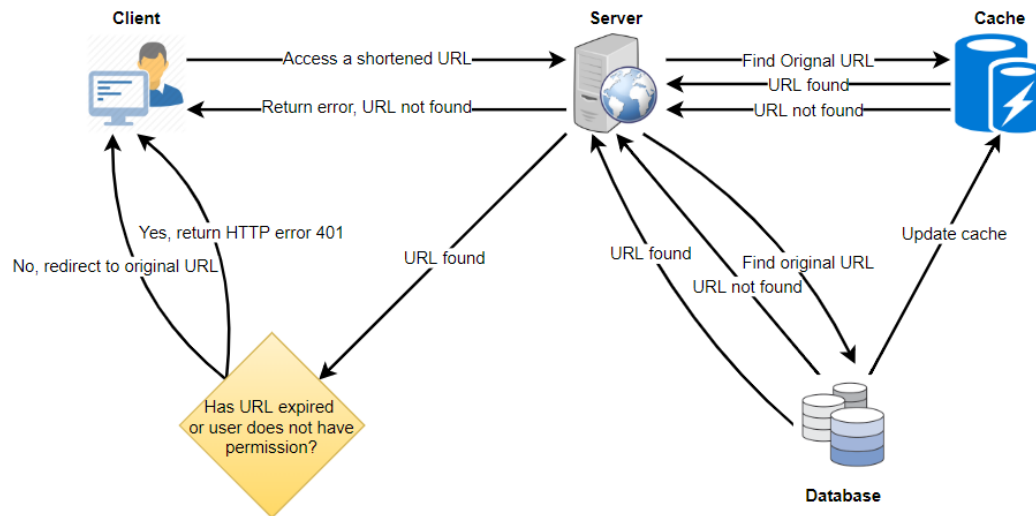 Client
Server
Cache
Access a shortened URL
Find Orignal URL
URL found
Return error, URL not found
URL not found
Yes, return HTTP error 401
No, redirect to original URL
URL found
URL found
Find original URL
URL not found
Update cache
Has URL expired
or user does not have
permission?
Database